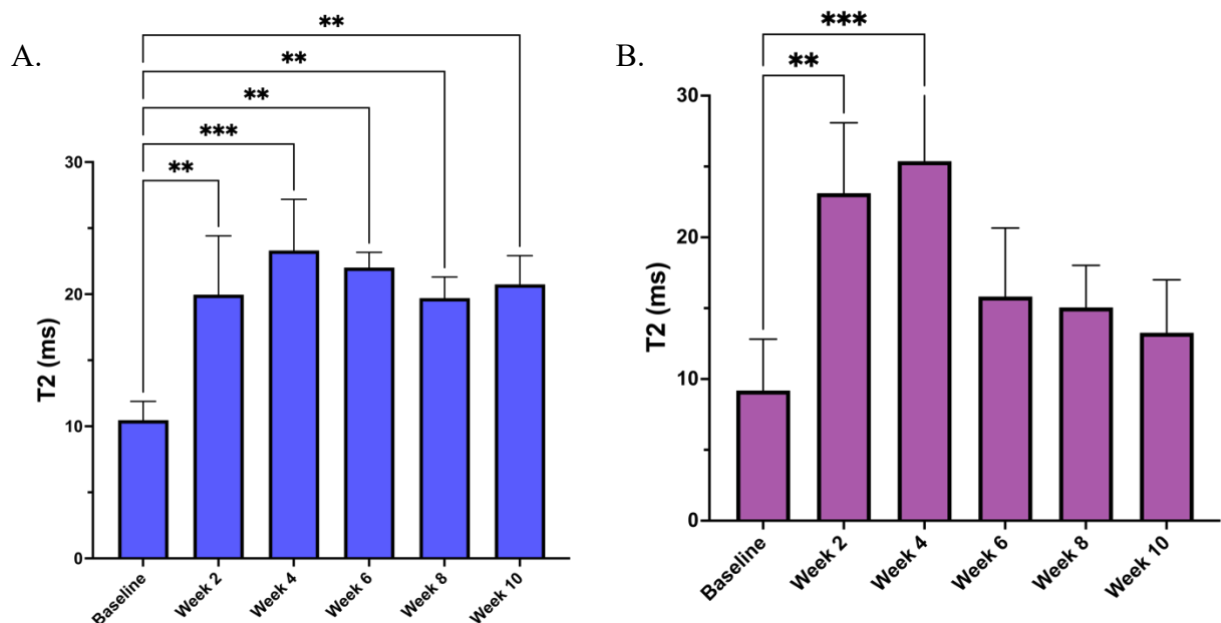 A.
**
**
**
***
**
T2 (ms)
30
20
10
0
Baseline
Week 2
Week 4
Week 6
Week 8
Week 10
B.
***
**
T2 (ms)
30
20
10
0
Baseline
Week 2
Week 4
Week 6
Week 8
Week 10